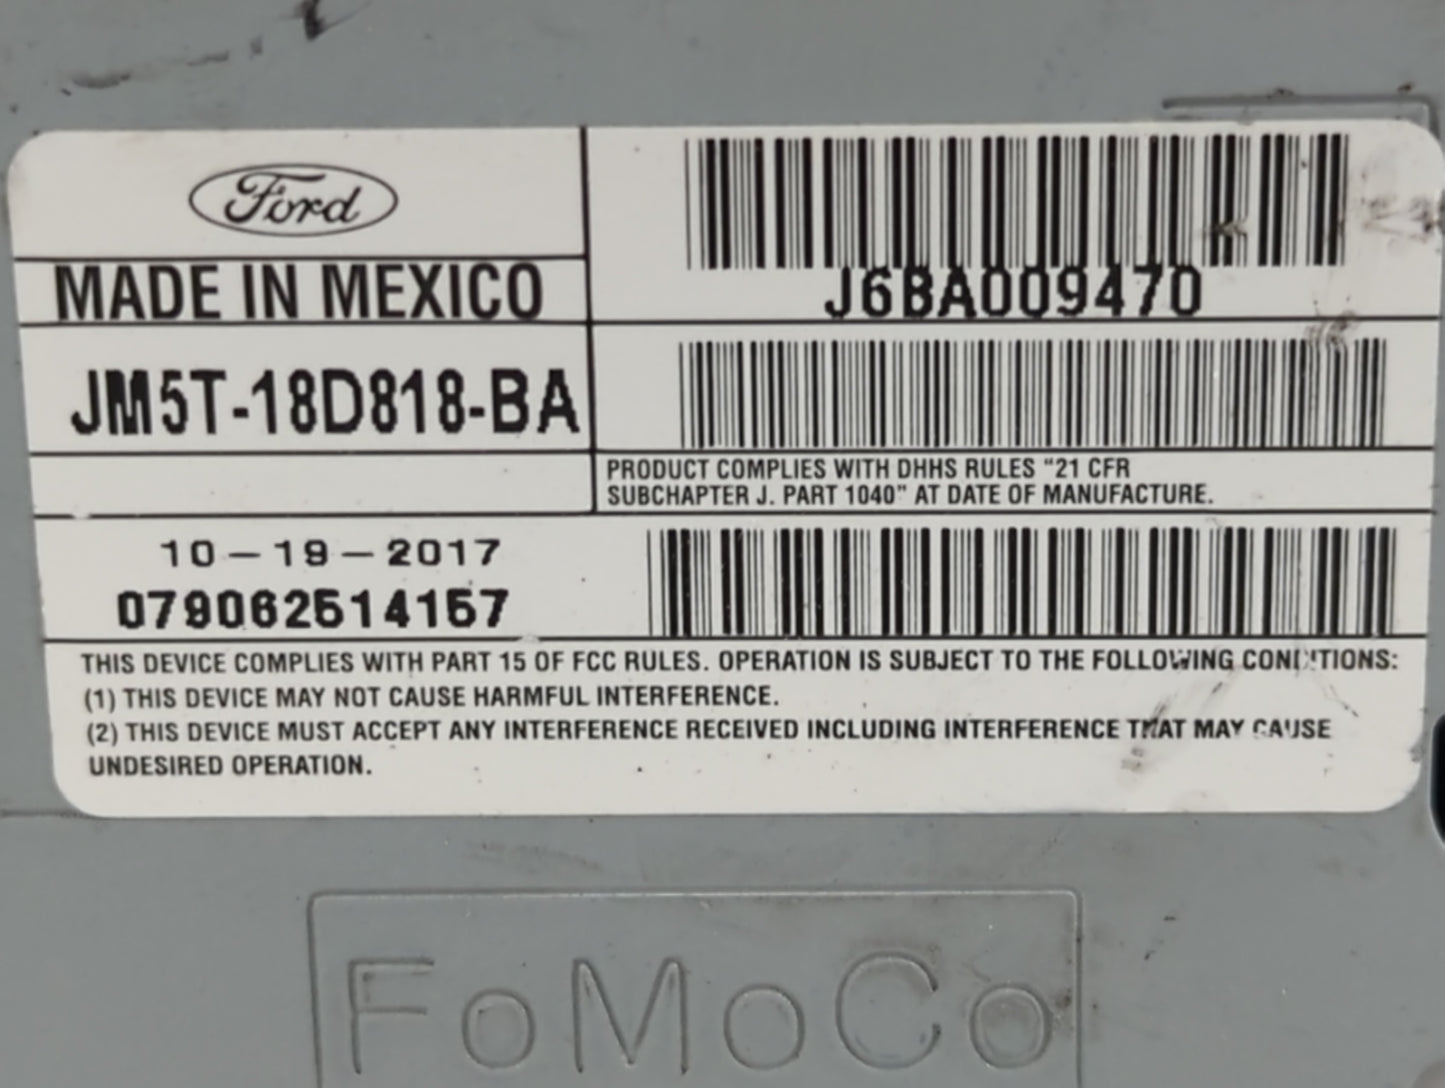 Ford
MADE IN MEXICO
J6BA009470
JM5T-18D818-BA
PRODUCT COMPLIES WITH DHHS RULES "21 CFR
SUBCHAPTER J. PART 1040" AT DATE OF MANUFACTURE.
10-19-2017
079062514157
THIS DEVICE COMPLIES WITH PART 15 OF FCC RULES. OPERATION IS SUBJECT TO THE FOLLOWING CONDITIONS:
(1) THIS DEVICE MAY NOT CAUSE HARMFUL INTERFERENCE.
(2) THIS DEVICE MUST ACCEPT ANY INTERFERENCE RECEIVED INCLUDING INTERFERENCE THAT MAY CAUSE
UNDESIRED OPERATION.
FoMoCo